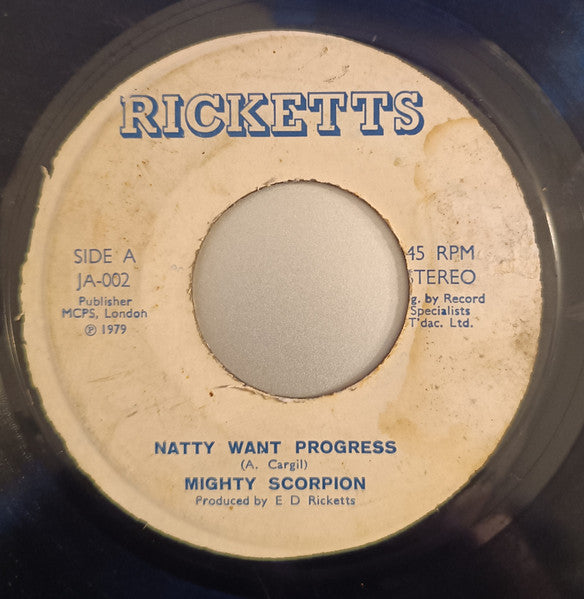 RICKETTS
SIDE A
JA-002
Publisher
MCPS, London
℗ 1979
45 RPM
STEREO
g. by Record
Specialists
T'dac. Ltd.
NATTY WANT PROGRESS
(A. Cargil)
MIGHTY SCORPION
Produced by E D Ricketts